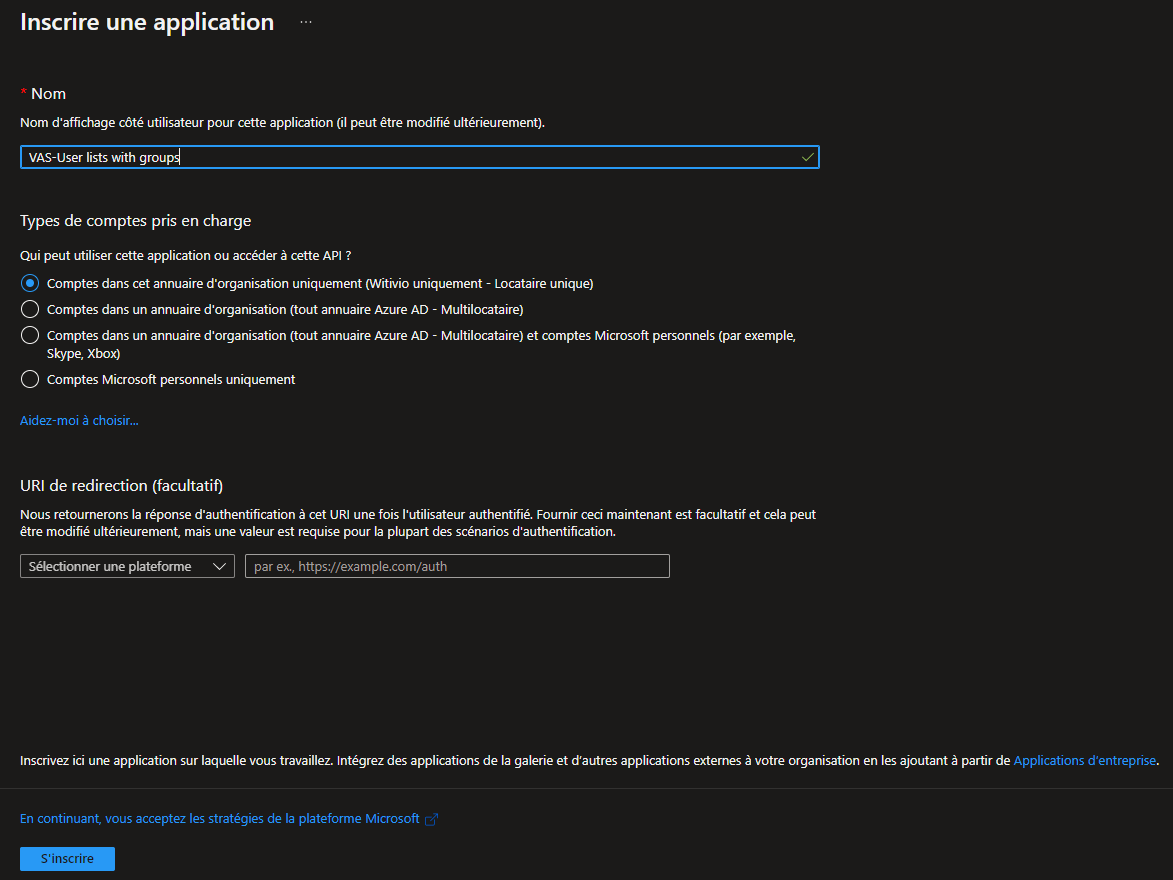 Inscrire une application ...
* Nom
Nom d'affichage côté utilisateur pour cette application (il peut être modifié ultérieurement).
VAS-User lists with groups
Types de comptes pris en charge
Qui peut utiliser cette application ou accéder à cette API ?
Comptes dans cet annuaire d'organisation uniquement (Witivio uniquement - Locataire unique)
Comptes dans un annuaire d'organisation (tout annuaire Azure AD - Multilocataire)
Comptes dans un annuaire d'organisation (tout annuaire Azure AD - Multilocataire) et comptes Microsoft personnels (par exemple,
Skype, Xbox)
Comptes Microsoft personnels uniquement
Aidez-moi à choisir...
URI de redirection (facultatif)
Nous retournerons la réponse d'authentification à cet URI une fois l'utilisateur authentifié. Fournir ceci maintenant est facultatif et cela peut
être modifié ultérieurement, mais une valeur est requise pour la plupart des scénarios d'authentification.
Sélectionner une plateforme par ex., https://example.com/auth
Inscrivez ici une application sur laquelle vous travaillez. Intégrez des applications de la galerie et d'autres applications externes à votre organisation en les ajoutant à partir de Applications d'entreprise.
En continuant, vous acceptez les stratégies de la plateforme Microsoft
S'inscrire